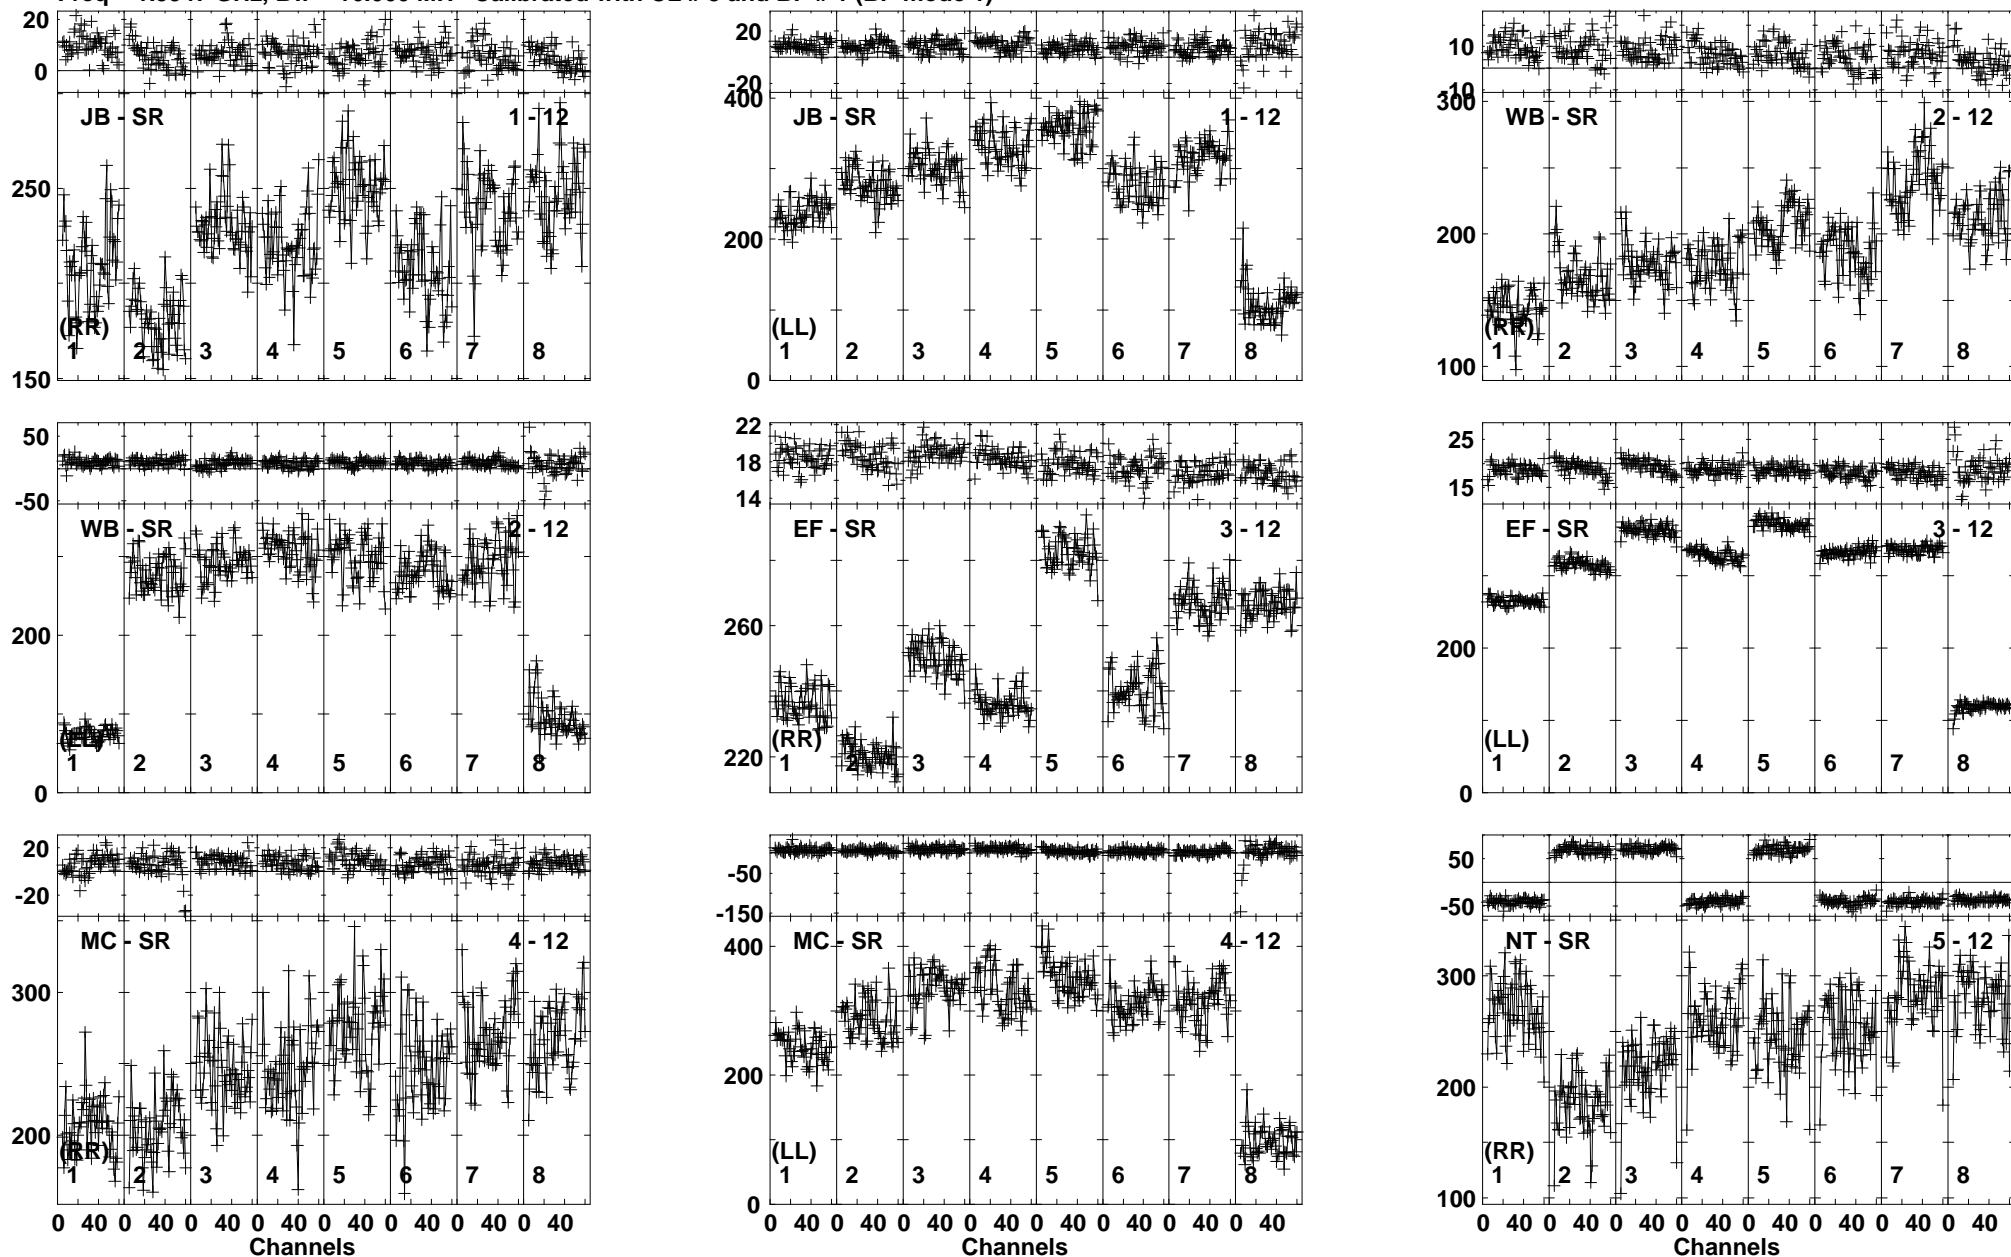 20 0
JB - SR 1 - 12
250 150
(RR)
1 2 3 4 5 6 7 8
20 -20
400 200 0
JB - SR 1 - 12
(LL)
1 2 3 4 5 6 7 8
10 -10
300 200 100
WB - SR 2 - 12
(RR)
1 2 3 4 5 6 7 8
50 -50
WB - SR 2 - 12
200 0
(LL)
1 2 3 4 5 6 7 8
22 18 14
EF - SR 3 - 12
260 220
(RR)
1 2 3 4 5 6 7 8
25 15
EF - SR 3 - 12
200 0
(LL)
1 2 3 4 5 6 7 8
20 -20
MC - SR 4 - 12
300 200
(RR)
1 2 3 4 5 6 7 8
0 40 0 40 0 40 0 40 0 40 0 40 0 40 0 40
Channels
-50 -150
MC - SR 4 - 12
400 200 0
(LL)
1 2 3 4 5 6 7 8
0 40 0 40 0 40 0 40 0 40 0 40 0 40 0 40
Channels
50 -50
NT - SR 5 - 12
300 200 100
(RR)
1 2 3 4 5 6 7 8
0 40 0 40 0 40 0 40 0 40 0 40 0 40 0 40
Channels